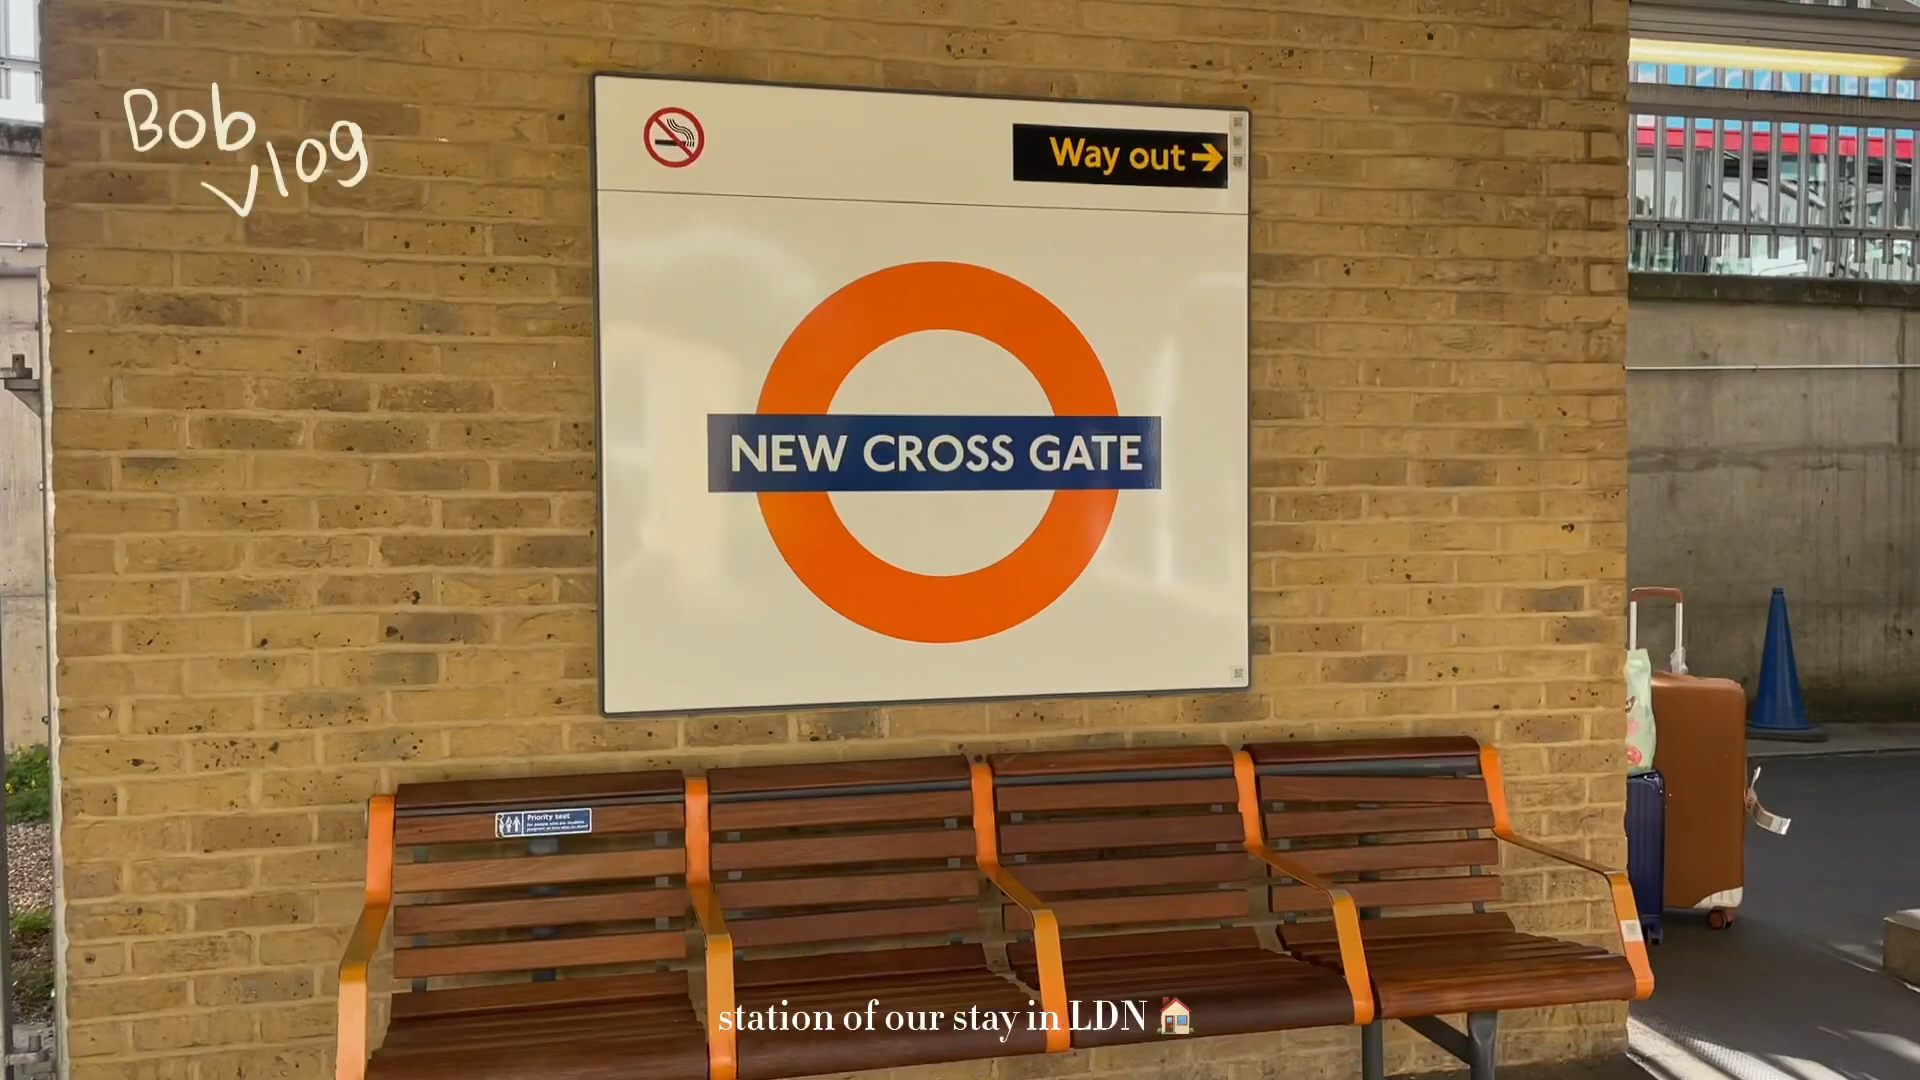 Bob
vlog
Way out
NEW CROSS GATE
Priority seat
station of our stay in LDN